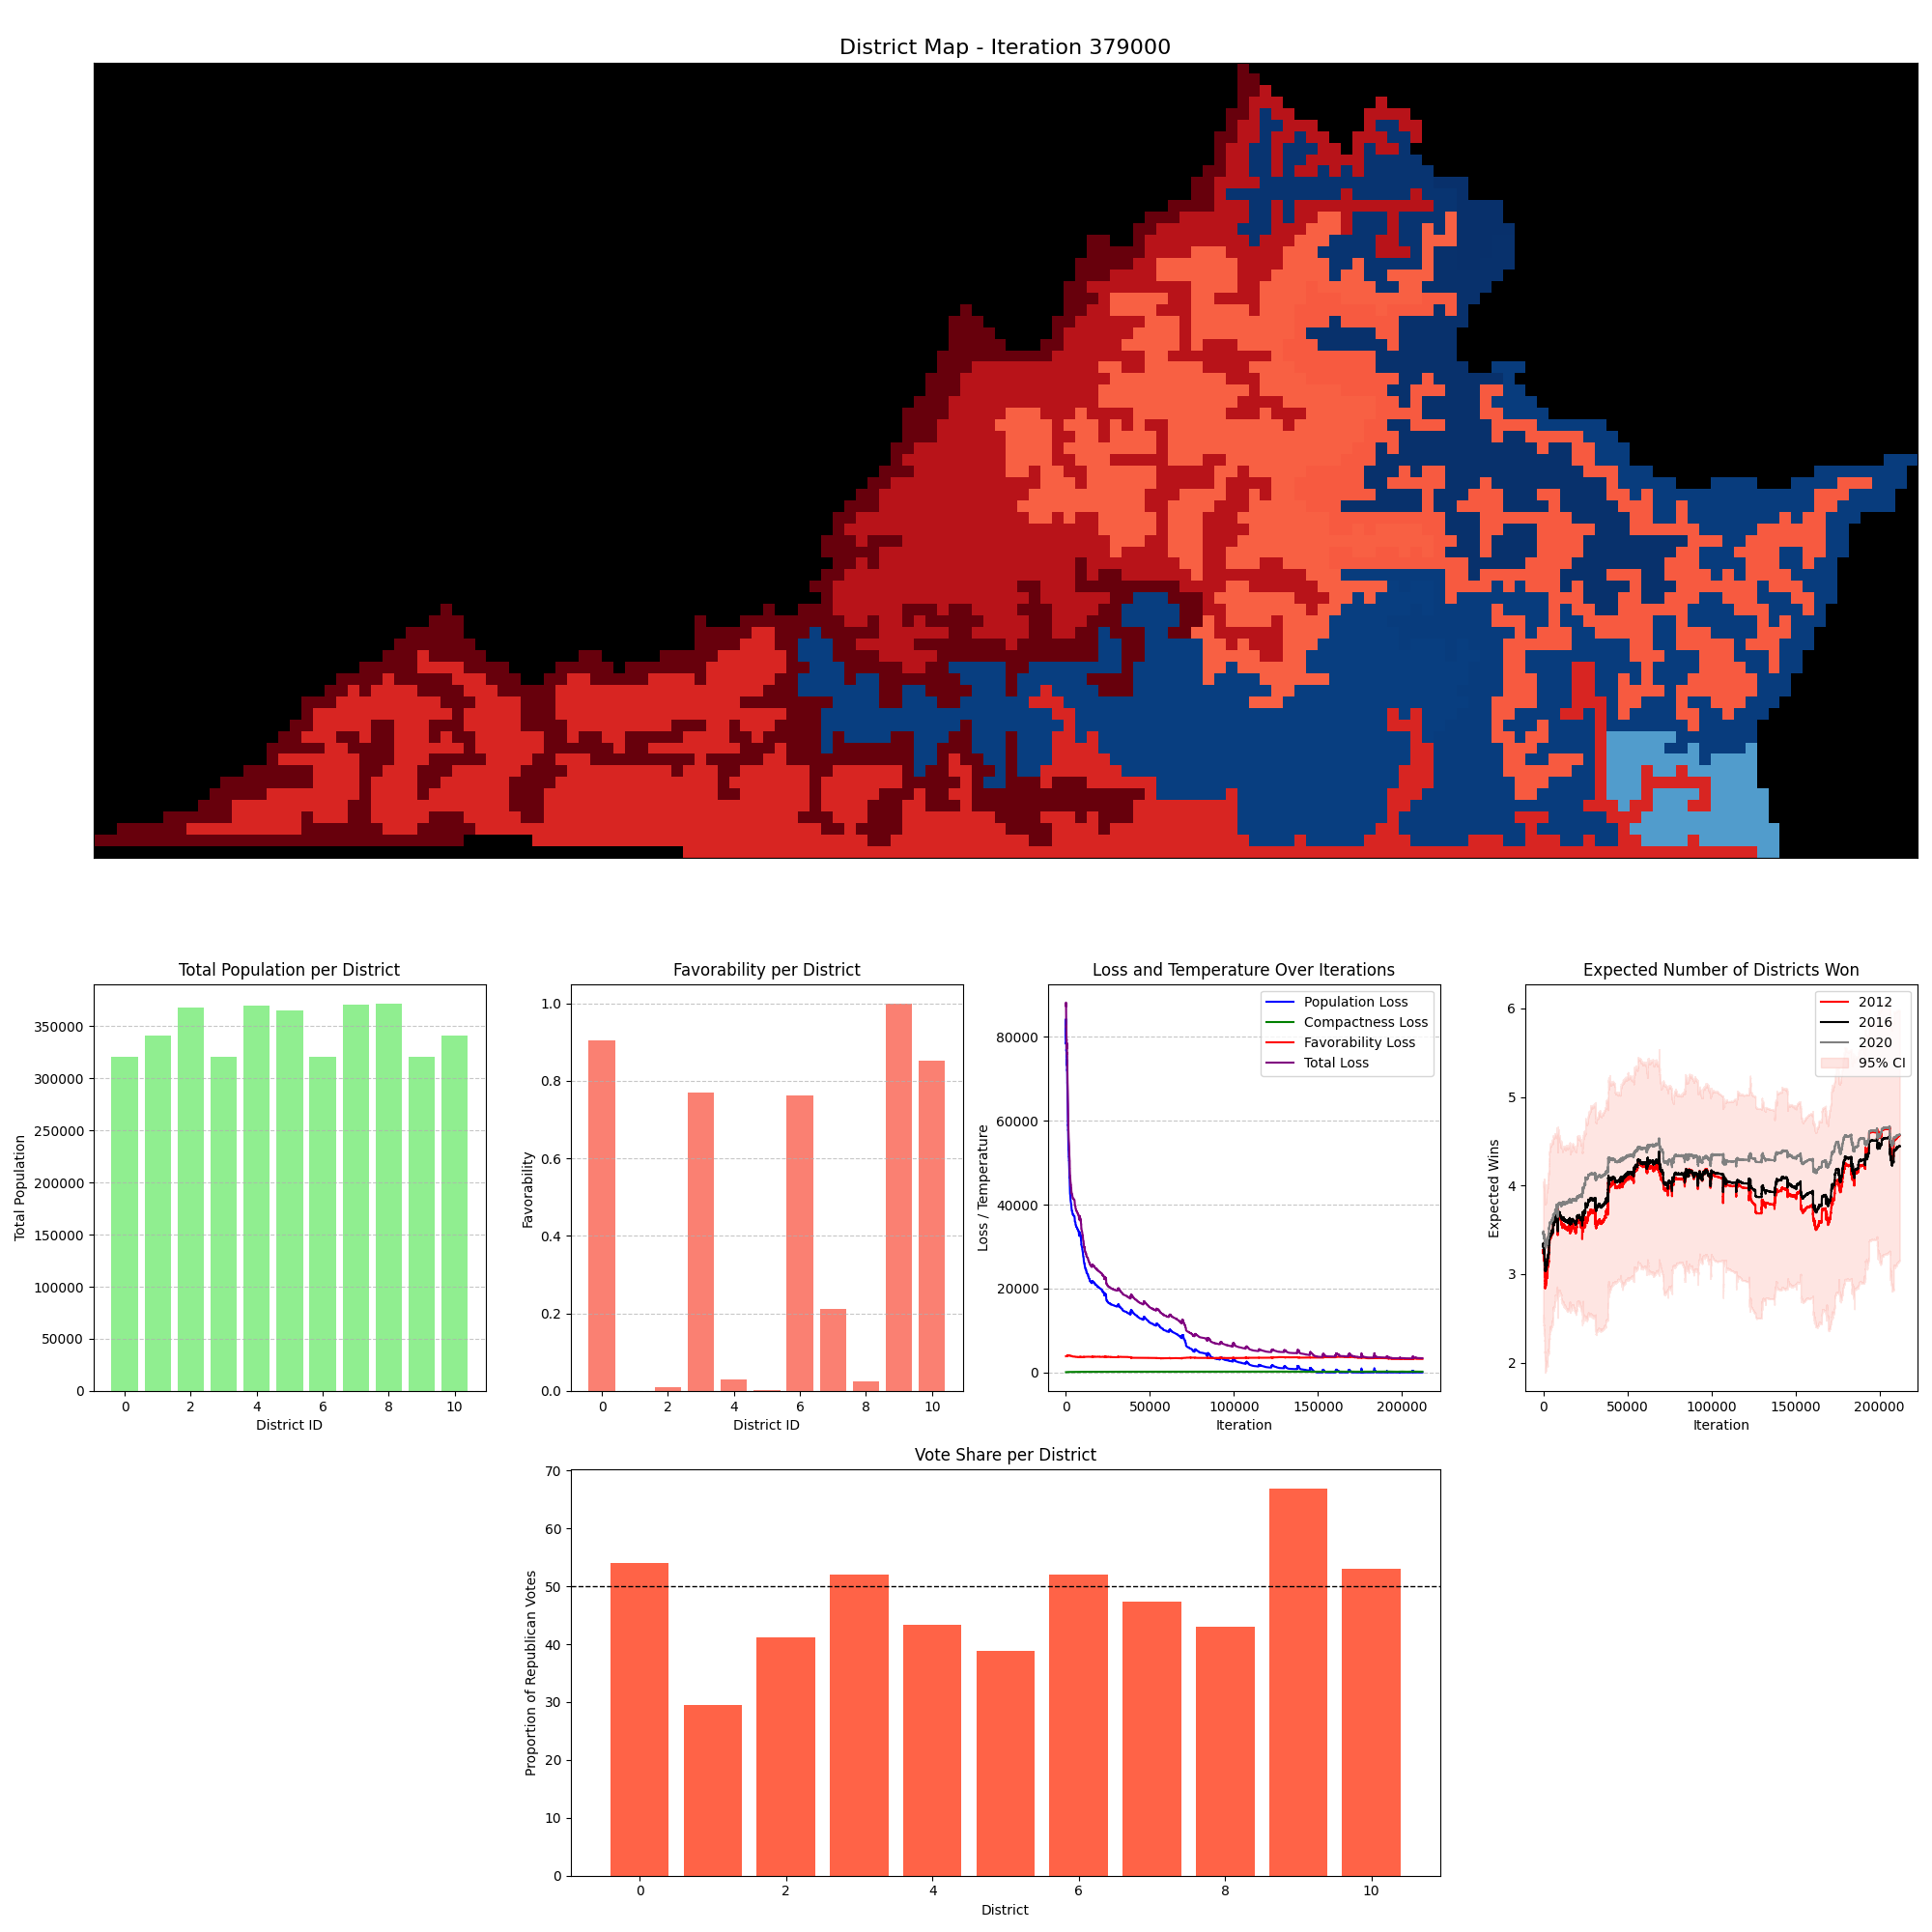 District Map - Iteration 379000
Total Population per District
Total Population
350000
300000
250000
200000
150000
100000
50000
0
0 2 4 6 8 10
District ID
Favorability per District
Favorability
1.0
0.8
0.6
0.4
0.2
0.0
0 2 4 6 8 10
District ID
Loss and Temperature Over Iterations
Loss / Temperature
80000
60000
40000
20000
0
Population Loss
Compactness Loss
Favorability Loss
Total Loss
0 50000 100000 150000 200000
Iteration
Expected Number of Districts Won
Expected Wins
6
5
4
3
2
2012
2016
2020
95% CI
0 50000 100000 150000 200000
Iteration
Vote Share per District
Proportion of Republican Votes
70
60
50
40
30
20
10
0
0 2 4 6 8 10
District